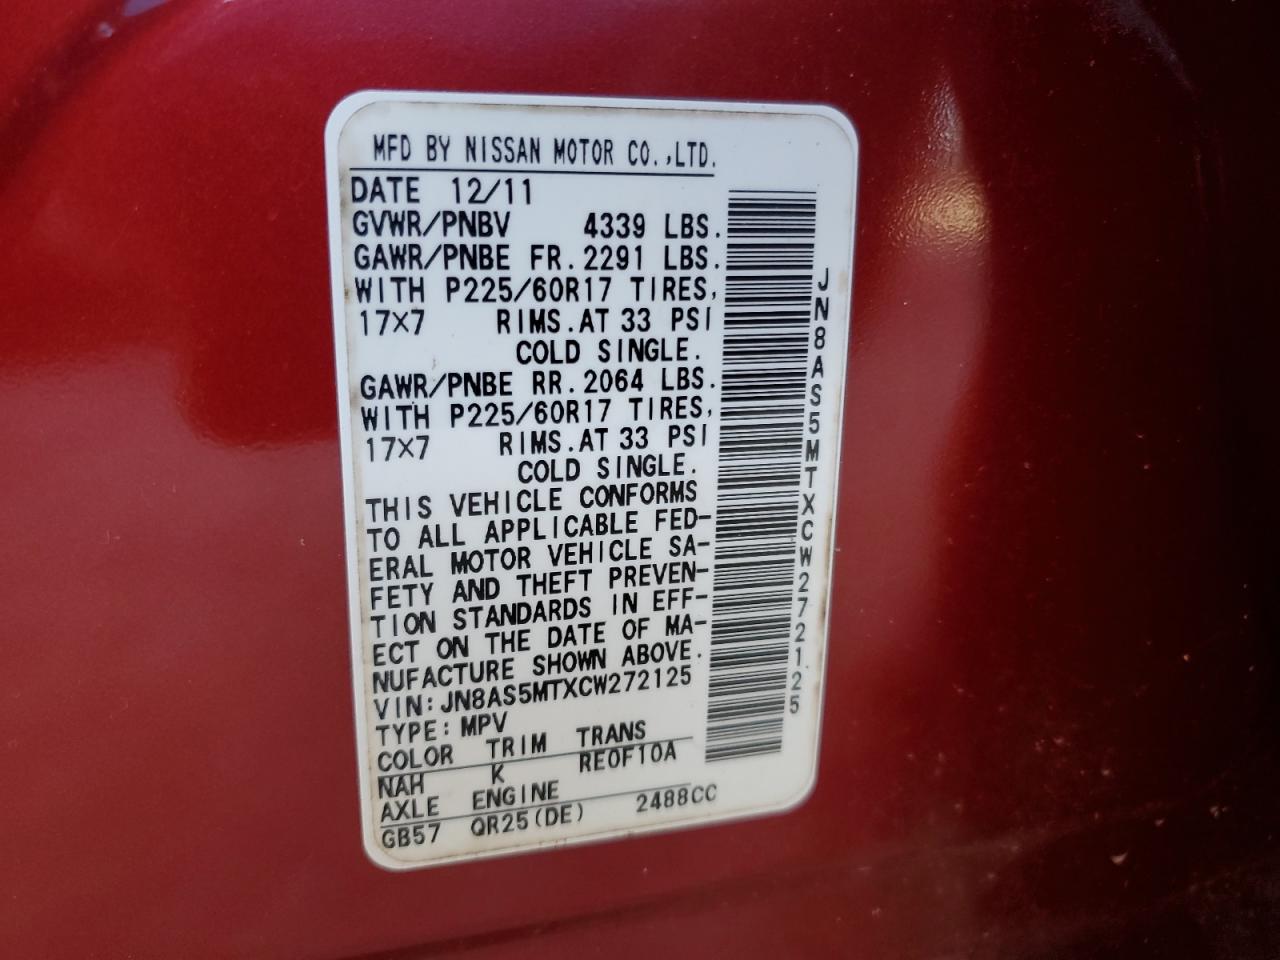 MFD BY NISSAN MOTOR CO.,LTD.
DATE 12/11
GVWR/PNBV 4339 LBS.
GAWR/PNBE FR.2291 LBS.
WITH P225/60R17 TIRES,
17×7 RIMS.AT 33 PSI
COLD SINGLE.
GAWR/PNBE RR.2064 LBS.
WITH P225/60R17 TIRES,
17×7 RIMS.AT 33 PSI
COLD SINGLE.
THIS VEHICLE CONFORMS
TO ALL APPLICABLE FED-
ERAL MOTOR VEHICLE SA-
FETY AND THEFT PREVEN-
TION STANDARDS IN EFF-
ECT ON THE DATE OF MA-
NUFACTURE SHOWN ABOVE.
VIN:JN8AS5MTXCW272125
TYPE:MPV
COLOR TRIM TRANS
NAH K RE0F10A
AXLE ENGINE
GB57 QR25(DE) 2488CC
JN8AS5MTXCW272125